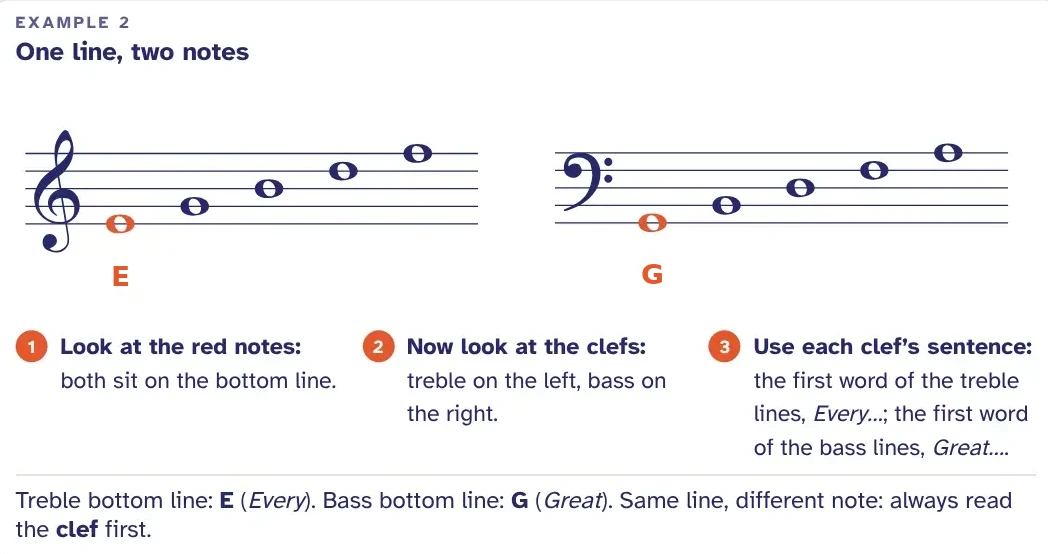 EXAMPLE 2
One line, two notes
E
G
1 Look at the red notes:
both sit on the bottom line.
2 Now look at the clefs:
treble on the left, bass on
the right.
3 Use each clef’s sentence:
the first word of the treble
lines, Every...; the first word
of the bass lines, Great....
Treble bottom line: E (Every). Bass bottom line: G (Great). Same line, different note: always read
the clef first.